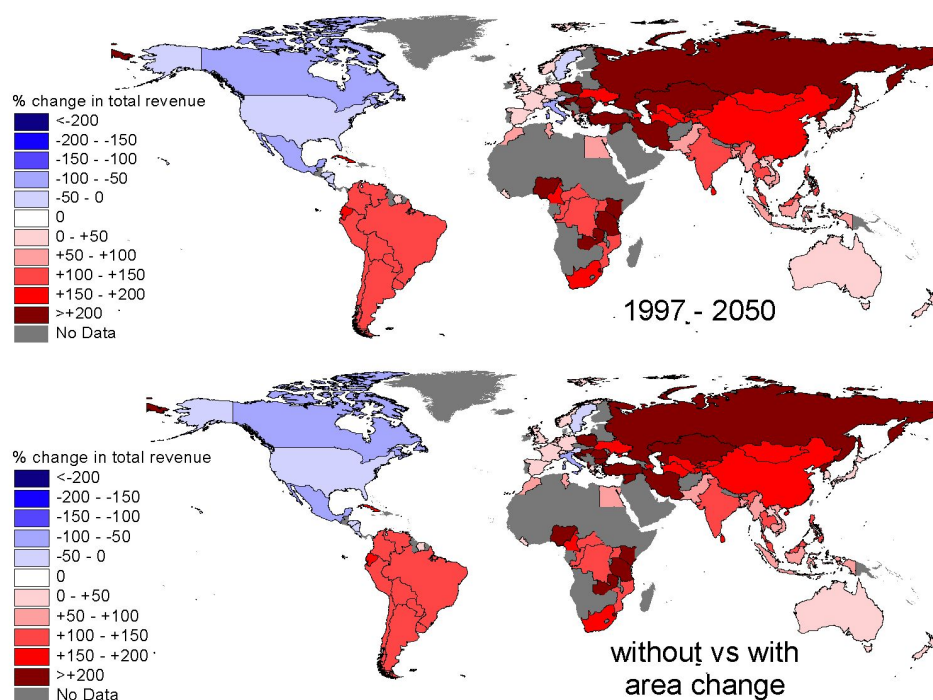 % change in total revenue
<-200
-200 - -150
-150 - -100
-100 - -50
-50 - 0
0
0 - +50
+50 - +100
+100 - +150
+150 - +200
>+200
No Data
1997 - 2050
% change in total revenue
<-200
-200 - -150
-150 - -100
-100 - -50
-50 - 0
0
0 - +50
+50 - +100
+100 - +150
+150 - +200
>+200
No Data
without vs with
area change